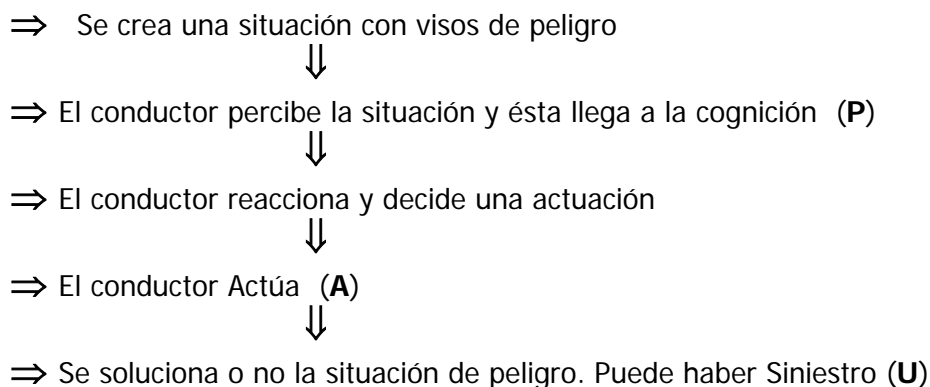 ⇒ Se crea una situación con visos de peligro
⇓
⇒ El conductor percibe la situación y ésta llega a la cognición (P)
⇓
⇒ El conductor reacciona y decide una actuación
⇓
⇒ El conductor Actúa (A)
⇓
⇒ Se soluciona o no la situación de peligro. Puede haber Siniestro (U)